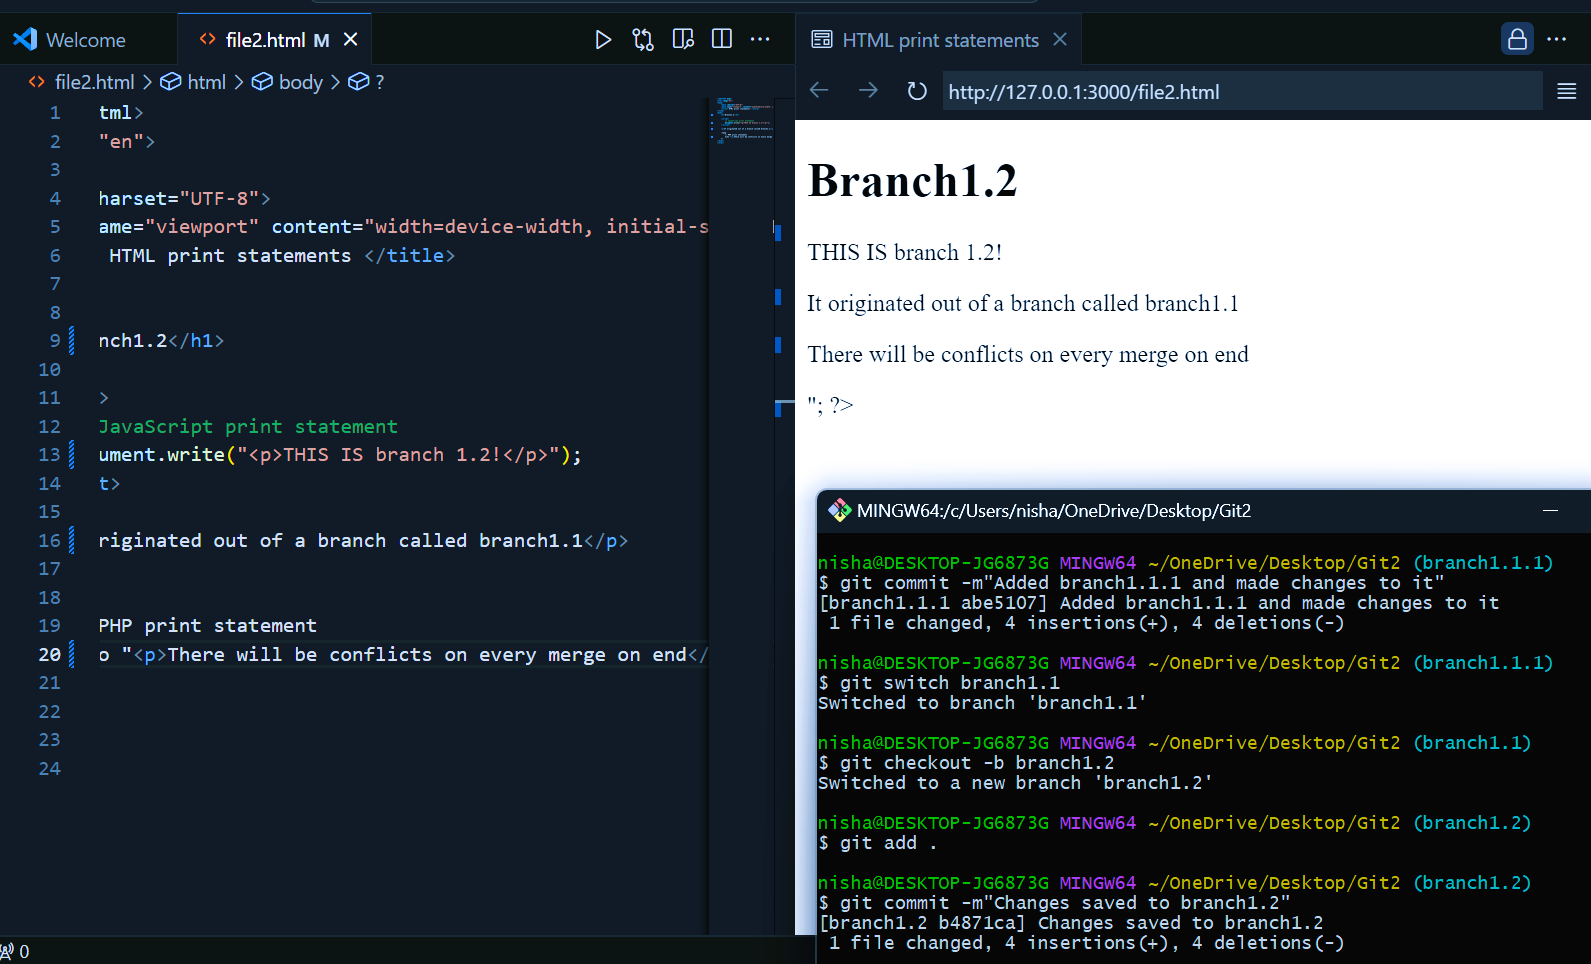 Welcome
file2.html M
HTML print statements
file2.html > html > body > ?
http://127.0.0.1:3000/file2.html
1 tml>
2 "en">
3
4 harset="UTF-8">
5 ame="viewport" content="width=device-width, initial-s
6 HTML print statements </title>
7
8
9 nch1.2</h1>
10
11 >
12 JavaScript print statement
13 ument.write("<p>THIS IS branch 1.2!</p>");
14 t>
15
16 riginated out of a branch called branch1.1</p>
17
18
19 PHP print statement
20 o "<p>There will be conflicts on every merge on end</
21
22
23
24
0
Branch1.2
THIS IS branch 1.2!
It originated out of a branch called branch1.1
There will be conflicts on every merge on end
"; ?>
MINGW64:/c/Users/nisha/OneDrive/Desktop/Git2
nisha@DESKTOP-JG6873G MINGW64 ~/OneDrive/Desktop/Git2 (branch1.1.1)
$ git commit -m"Added branch1.1.1 and made changes to it"
[branch1.1.1 abe5107] Added branch1.1.1 and made changes to it
1 file changed, 4 insertions(+), 4 deletions(-)
nisha@DESKTOP-JG6873G MINGW64 ~/OneDrive/Desktop/Git2 (branch1.1.1)
$ git switch branch1.1
Switched to branch 'branch1.1'
nisha@DESKTOP-JG6873G MINGW64 ~/OneDrive/Desktop/Git2 (branch1.1)
$ git checkout -b branch1.2
Switched to a new branch 'branch1.2'
nisha@DESKTOP-JG6873G MINGW64 ~/OneDrive/Desktop/Git2 (branch1.2)
$ git add .
nisha@DESKTOP-JG6873G MINGW64 ~/OneDrive/Desktop/Git2 (branch1.2)
$ git commit -m"Changes saved to branch1.2"
[branch1.2 b4871ca] Changes saved to branch1.2
1 file changed, 4 insertions(+), 4 deletions(-)